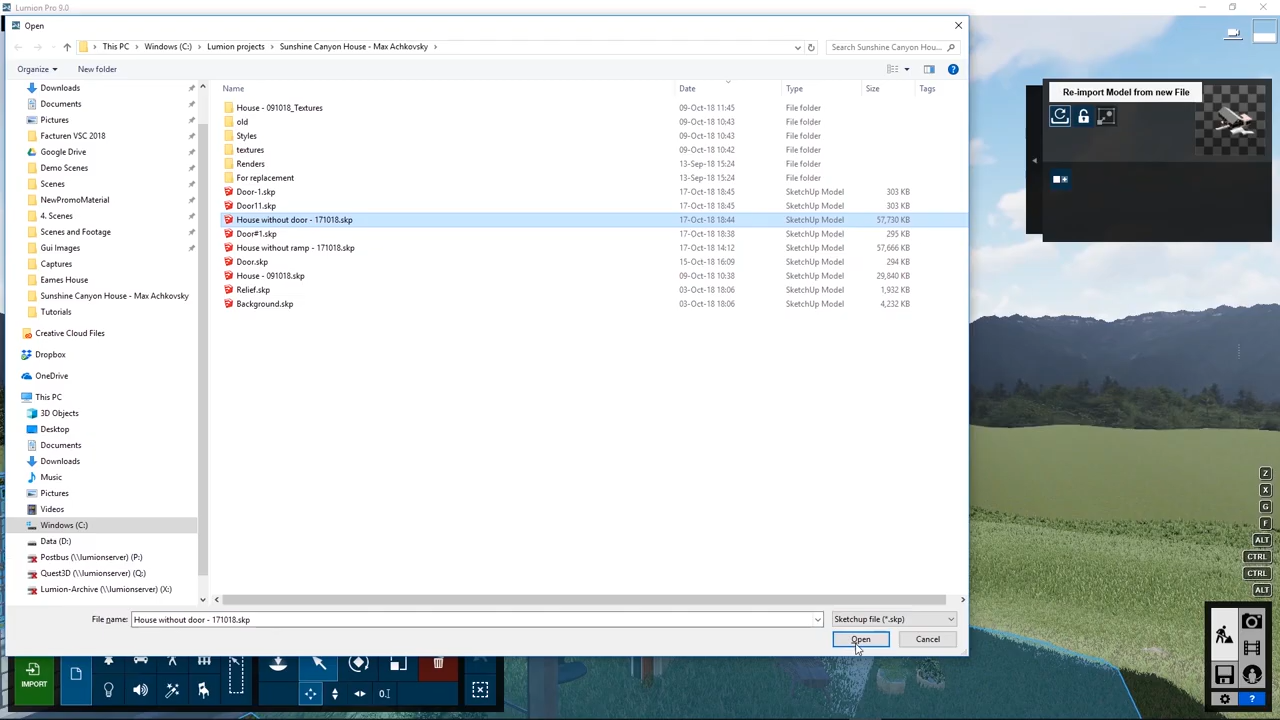 Lumion Pro 9.0
Open
This PC > Windows (C:) > Lumion projects > Sunshine Canyon House - Max Achkovsky >
Search Sunshine Canyon Hou...
Organize
New folder
Name Date Type Size Tags
Downloads
Documents
Pictures
Facturen VSC 2018
Google Drive
Demo Scenes
Scenes
NewPromoMaterial
4. Scenes
Scenes and Footage
Gui Images
Captures
Eames House
Sunshine Canyon House - Max Achkovsky
Tutorials
Creative Cloud Files
Dropbox
OneDrive
This PC
3D Objects
Desktop
Documents
Downloads
Music
Pictures
Videos
Windows (C:)
Data (D:)
Postbus (\\lumionserver) (P:)
Quest3D (\\lumionserver) (Q:)
Lumion-Archive (\\lumionserver) (X:)
House - 091018_Textures 09-Oct-18 11:45 File folder
old 09-Oct-18 10:43 File folder
Styles 09-Oct-18 10:43 File folder
textures 09-Oct-18 10:42 File folder
Renders 13-Sep-18 15:24 File folder
For replacement 13-Sep-18 15:24 File folder
Door-1.skp 17-Oct-18 18:45 SketchUp Model 303 KB
Door11.skp 17-Oct-18 18:45 SketchUp Model 303 KB
House without door - 171018.skp 17-Oct-18 18:44 SketchUp Model 57,730 KB
Door#1.skp 17-Oct-18 18:38 SketchUp Model 295 KB
House without ramp - 171018.skp 17-Oct-18 14:12 SketchUp Model 57,666 KB
Door.skp 15-Oct-18 16:09 SketchUp Model 294 KB
House - 091018.skp 09-Oct-18 10:38 SketchUp Model 29,840 KB
Relief.skp 03-Oct-18 18:06 SketchUp Model 1,932 KB
Background.skp 03-Oct-18 18:06 SketchUp Model 4,232 KB
File name: House without door - 171018.skp
Sketchup file (*.skp)
Open
Cancel
Re-import Model from new File
Z
X
G
F
ALT
CTRL
CTRL
ALT
IMPORT
?